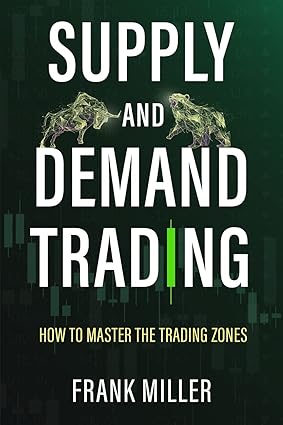 SUPPLY
AND
DEMAND
TRADING
HOW TO MASTER THE TRADING ZONES
FRANK MILLER